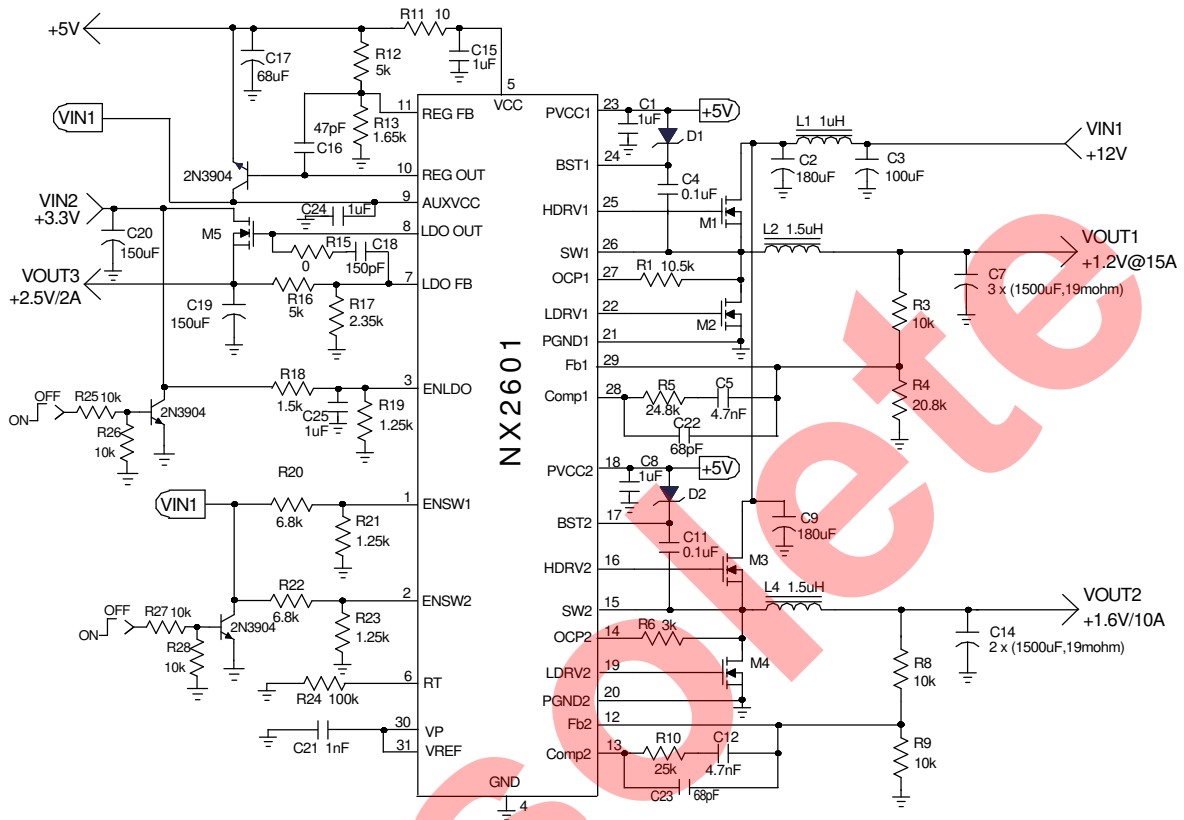 +5V
R11 10
C17
68uF
R12
5k
C15
1uF
5
VCC
VIN1
11
REG FB
47pF
C16
R13
1.65k
10
REG OUT
2N3904
9
AUXVCC
VIN2
+3.3V
C24
1uF
8
LDO OUT
C20
150uF
M5
R15
0
C18
150pF
VOUT3
+2.5V/2A
7
LDO FB
C19
150uF
R16
5k
R17
2.35k
NX2601
R18
1.5k
3
ENLDO
OFF
ON
R25 10k
2N3904
R26
10k
C25
1uF
R19
1.25k
R20
6.8k
VIN1
1
ENSW1
R21
1.25k
R22
6.8k
2
ENSW2
OFF
ON
R27 10k
2N3904
R28
10k
R23
1.25k
6
RT
R24 100k
30
VP
C21 1nF
31
VREF
GND
4
PVCC1
23
C1
1uF
+5V
D1
BST1
24
C4
0.1uF
L1 1uH
VIN1
+12V
C2
180uF
C3
100uF
HDRV1
25
M1
SW1
26
L2 1.5uH
VOUT1
+1.2V@15A
OCP1
27
R1 10.5k
C7
3 x (1500uF,19mohm)
LDRV1
22
M2
R3
10k
PGND1
21
Fb1
29
Comp1
28
R5
24.8k
C5
4.7nF
C22
68pF
R4
20.8k
PVCC2
18
C8
1uF
+5V
D2
BST2
17
C11
0.1uF
C9
180uF
HDRV2
16
M3
SW2
15
L4 1.5uH
VOUT2
+1.6V/10A
OCP2
14
R6 3k
C14
2 x (1500uF,19mohm)
LDRV2
19
M4
R8
10k
PGND2
20
Fb2
12
Comp2
13
R10
25k
C12
4.7nF
C23
68pF
R9
10k
solete